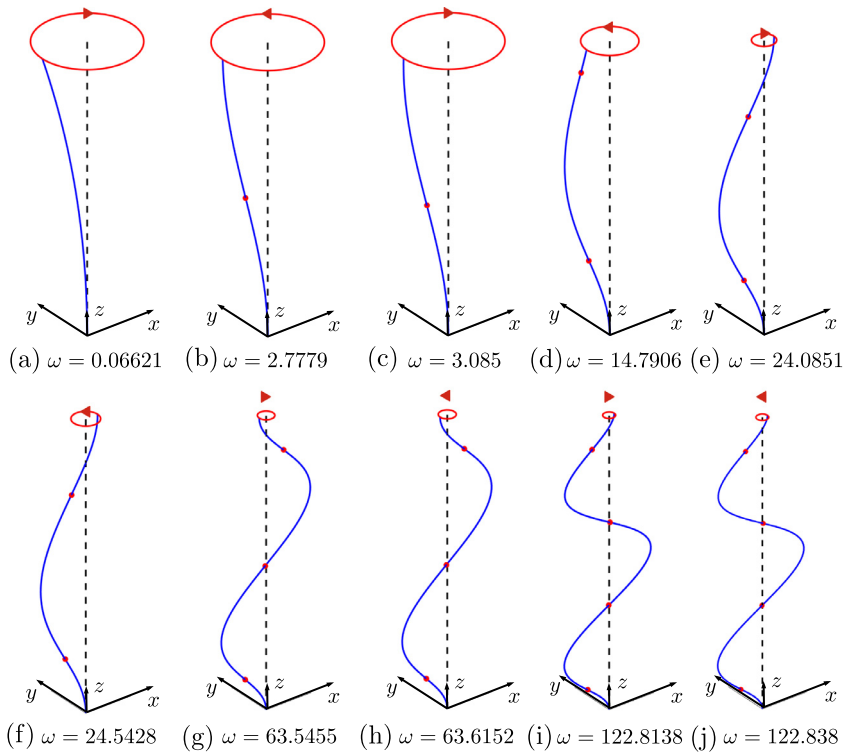 y z x y z x y z x y z x y z x
(a) ω = 0.06621 (b) ω = 2.7779 (c) ω = 3.085 (d) ω = 14.7906 (e) ω = 24.0851
y z x y z x y z x y z x y z x
(f) ω = 24.5428 (g) ω = 63.5455 (h) ω = 63.6152 (i) ω = 122.8138 (j) ω = 122.838